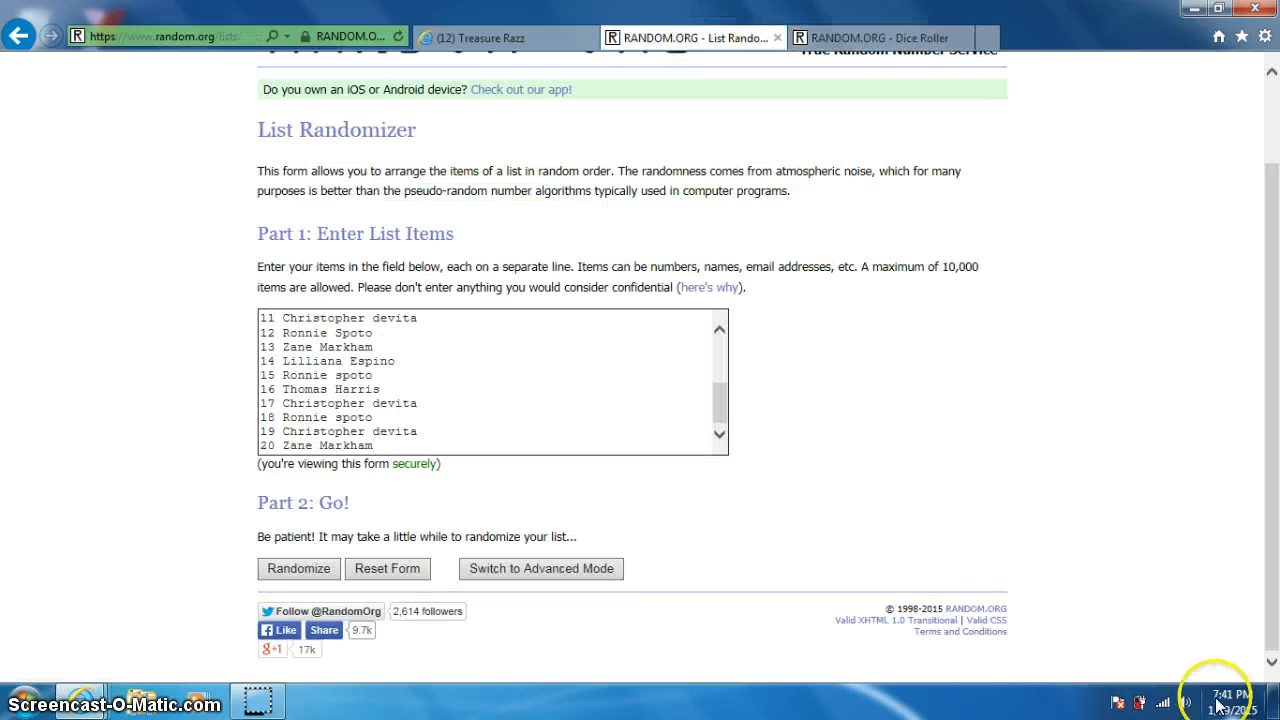 https://www.random.org/lists/
RANDOM.O...
(12) Treasure Razz
RANDOM.ORG - List Rando...
RANDOM.ORG - Dice Roller
True Random Number Service
Do you own an iOS or Android device? Check out our app!
List Randomizer
This form allows you to arrange the items of a list in random order. The randomness comes from atmospheric noise, which for many
purposes is better than the pseudo-random number algorithms typically used in computer programs.
Part 1: Enter List Items
Enter your items in the field below, each on a separate line. Items can be numbers, names, email addresses, etc. A maximum of 10,000
items are allowed. Please don't enter anything you would consider confidential (here's why).
11 Christopher devita
12 Ronnie Spoto
13 Zane Markham
14 Lilliana Espino
15 Ronnie spoto
16 Thomas Harris
17 Christopher devita
18 Ronnie spoto
19 Christopher devita
20 Zane Markham
(you're viewing this form securely)
Part 2: Go!
Be patient! It may take a little while to randomize your list...
Randomize
Reset Form
Switch to Advanced Mode
Follow @RandomOrg
2,614 followers
Like
Share
9.7k
g+1
17k
© 1998-2015 RANDOM.ORG
Valid XHTML 1.0 Transitional | Valid CSS
Terms and Conditions
Screencast-O-Matic.com
7:41 PM